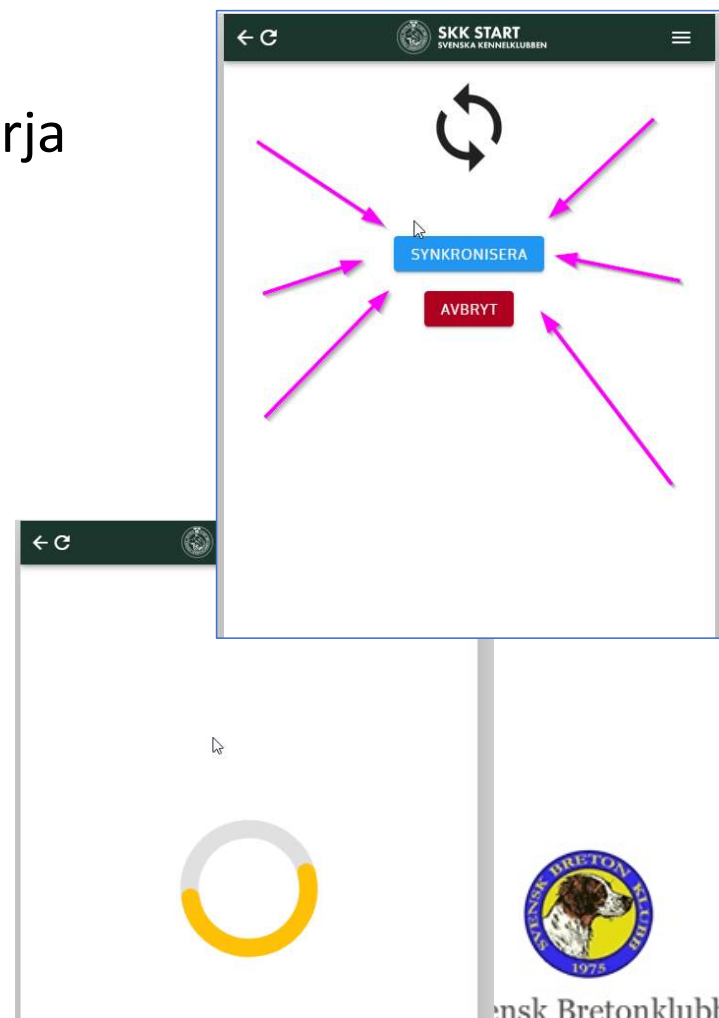 rja
SKK START
SVENSKA KENNELKLUBBEN
SYNKRONISERA
AVBRYT
SVENSK BRETON KLUBB
1975
ensk Bretonklubb